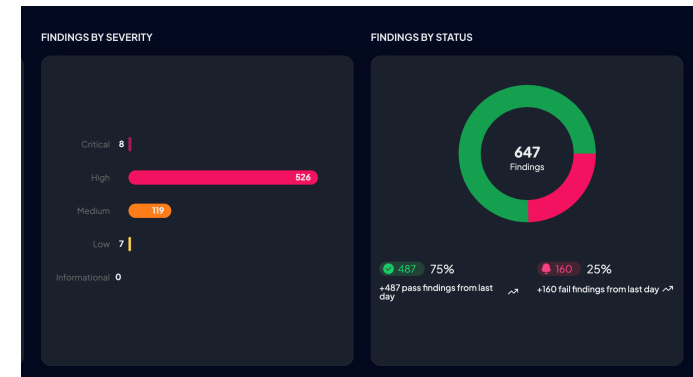 FINDINGS BY SEVERITY
Critical 8
High 526
Medium 119
Low 7
Informational 0
FINDINGS BY STATUS
647
Findings
487 75%
+487 pass findings from last
day
160 25%
+160 fail findings from last day